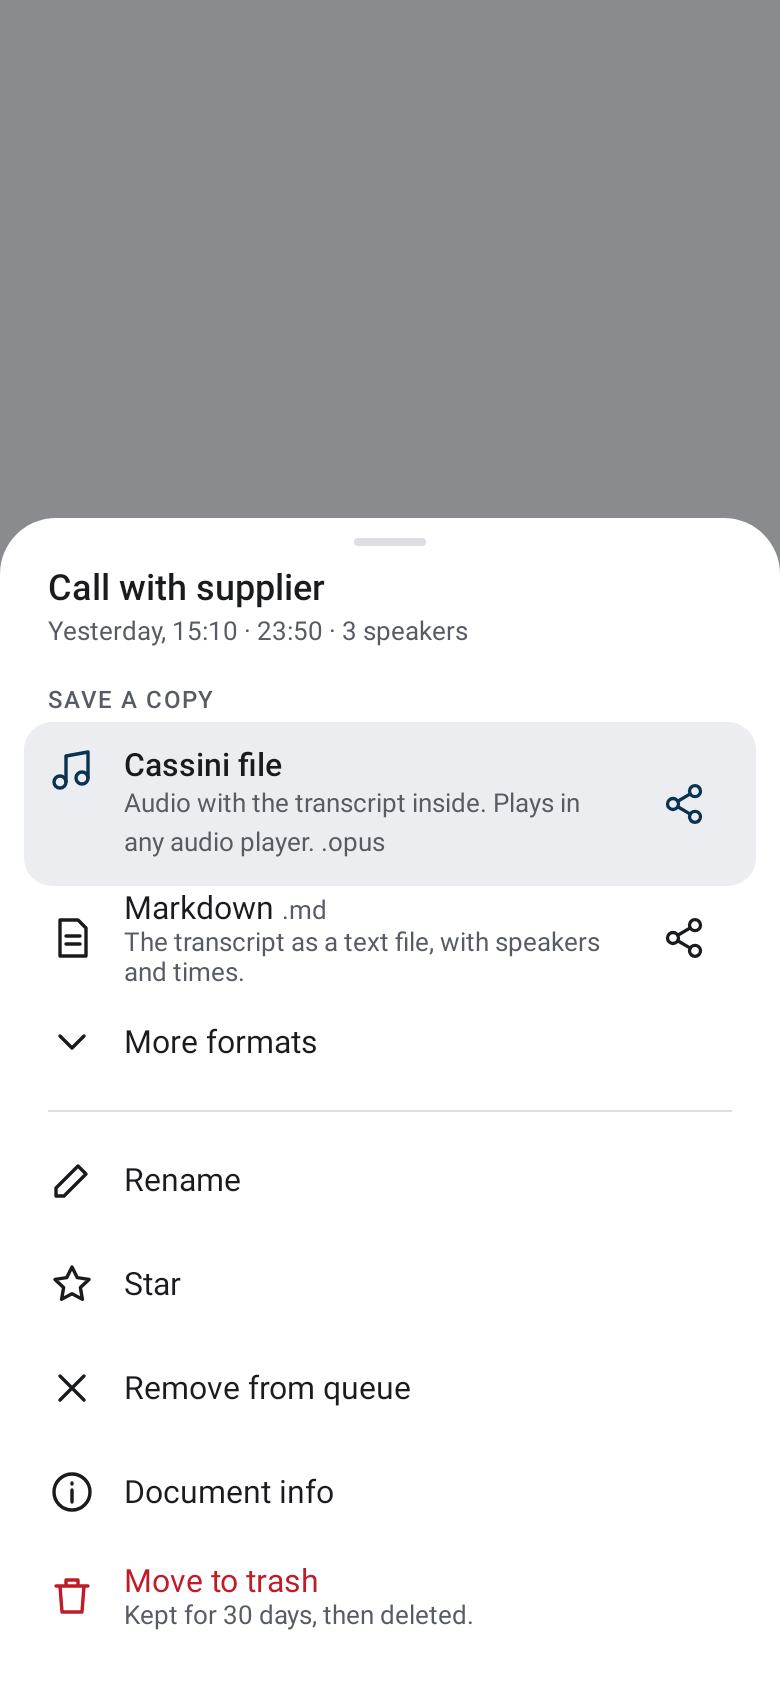 Call with supplier
Yesterday, 15:10 · 23:50 · 3 speakers
SAVE A COPY
Cassini file
Audio with the transcript inside. Plays in
any audio player. .opus
Markdown .md
The transcript as a text file, with speakers
and times.
More formats
Rename
Star
Remove from queue
Document info
Move to trash
Kept for 30 days, then deleted.